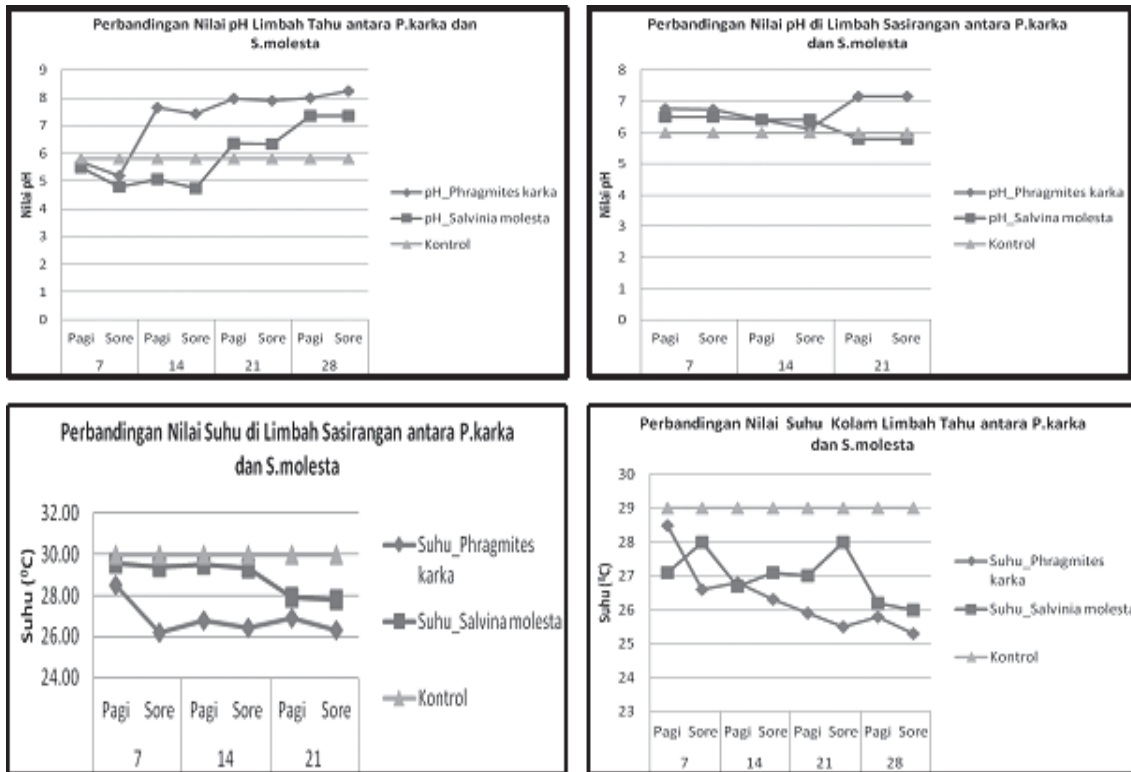 Perbandingan Nilai pH Limbah Tahu antara P.karka dan
S.molesta
9
8
7
6
5
4
3
2
1
0
Nilai pH
Pagi Sore Pagi Sore Pagi Sore Pagi Sore
7 14 21 28
pH_Phragmites karka
pH_Salvinia molesta
Kontrol
Perbandingan Nilai pH di Limbah Sasirangan antara P.karka
dan S.molesta
8
7
6
5
4
3
2
1
0
Nilai pH
Pagi Sore Pagi Sore Pagi Sore
7 14 21
pH_Phragmites karka
pH_Salvina molesta
Kontrol
Perbandingan Nilai Suhu di Limbah Sasirangan antara P.karka
dan S.molesta
32.00
30.00
28.00
26.00
24.00
Suhu (⁰C)
Pagi Sore Pagi Sore Pagi Sore
7 14 21
Suhu_Phragmites
karka
Suhu_Salvina molesta
Kontrol
Perbandingan Nilai Suhu Kolam Limbah Tahu antara P.karka
dan S.molesta
30
29
28
27
26
25
24
23
Suhu (⁰C)
Pagi Sore Pagi Sore Pagi Sore Pagi Sore
7 14 21 28
Suhu_Phragmites
karka
Suhu_Salvinia molesta
Kontrol